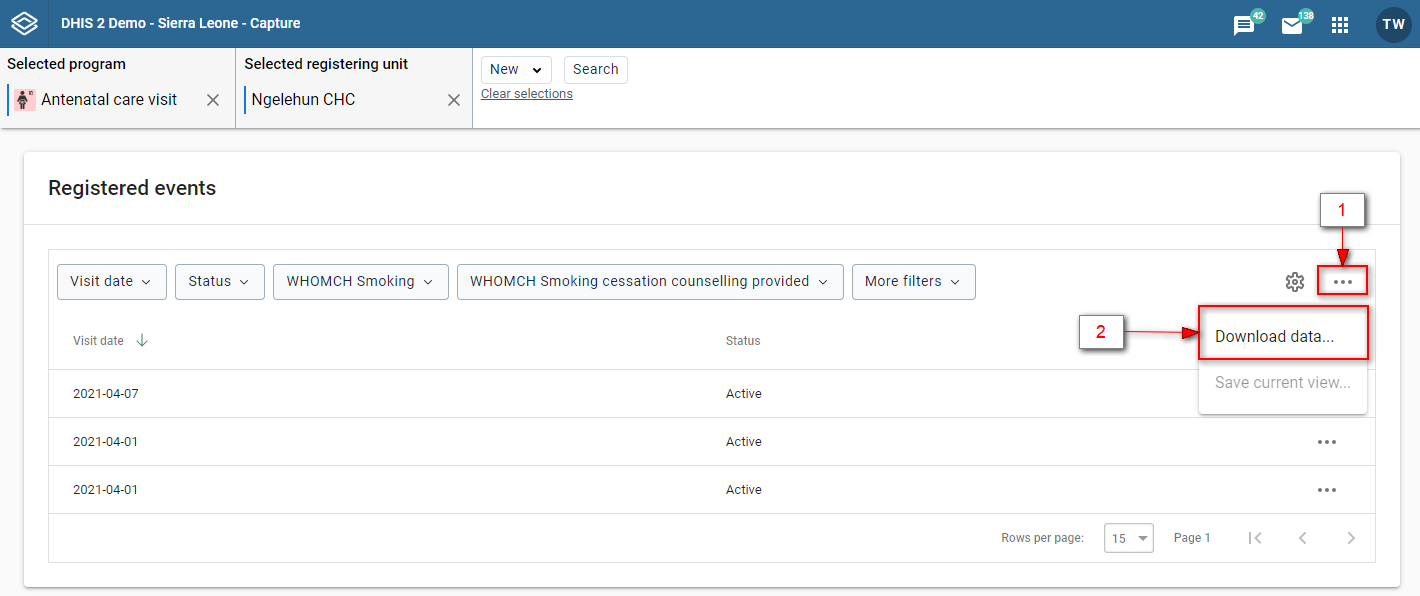 DHIS 2 Demo - Sierra Leone - Capture
42
138
TW
Selected program
Antenatal care visit
Selected registering unit
Ngelehun CHC
New
Search
Clear selections
Registered events
1
Visit date
Status
WHOMCH Smoking
WHOMCH Smoking cessation counselling provided
More filters
2
Download data...
Save current view...
Visit date
Status
2021-04-07
Active
2021-04-01
Active
2021-04-01
Active
Rows per page:
15
Page 1